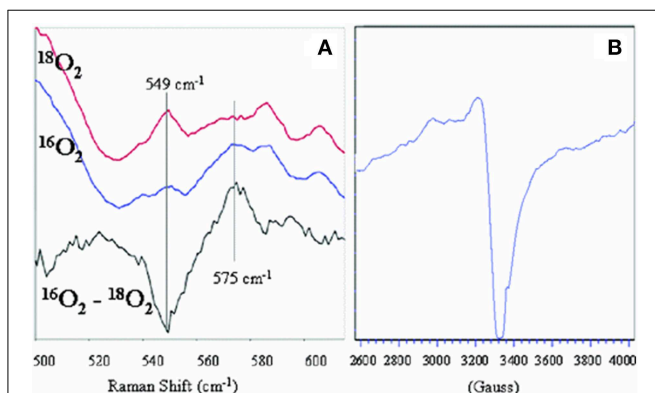 A
B
¹⁸O₂
549 cm⁻¹
¹⁶O₂
575 cm⁻¹
¹⁶O₂ - ¹⁸O₂
500 520 540 560 580 600
2600 2800 3000 3200 3400 3600 3800 4000
Raman Shift (cm⁻¹)
(Gauss)